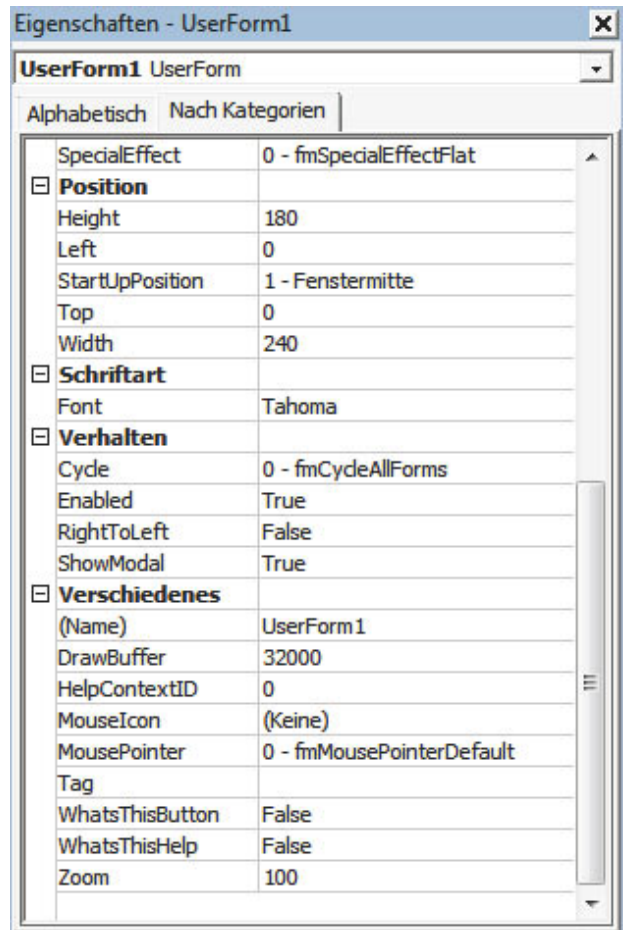 Eigenschaften - UserForm1
UserForm1 UserForm
Alphabetisch Nach Kategorien
SpecialEffect 0 - fmSpecialEffectFlat
Position
Height 180
Left 0
StartUpPosition 1 - Fenstermitte
Top 0
Width 240
Schriftart
Font Tahoma
Verhalten
Cycle 0 - fmCycleAllForms
Enabled True
RightToLeft False
ShowModal True
Verschiedenes
(Name) UserForm1
DrawBuffer 32000
HelpContextID 0
MouseIcon (Keine)
MousePointer 0 - fmMousePointerDefault
Tag
WhatsThisButton False
WhatsThisHelp False
Zoom 100